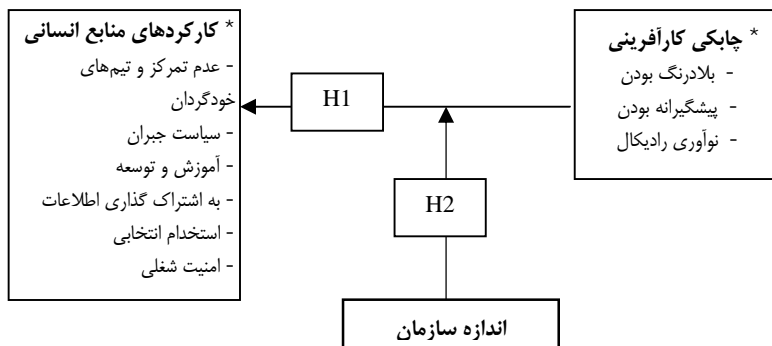 * چابکی کارآفرینی
- بلادرنگ بودن
- پیشگیرانه بودن
- نوآوری رادیکال
H1
* کارکردهای منابع انسانی
- عدم تمرکز و تیم‌های
خودگردان
- سیاست جبران
- آموزش و توسعه
- به اشتراک گذاری اطلاعات
- استخدام انتخابی
- امنیت شغلی
H2
اندازه سازمان